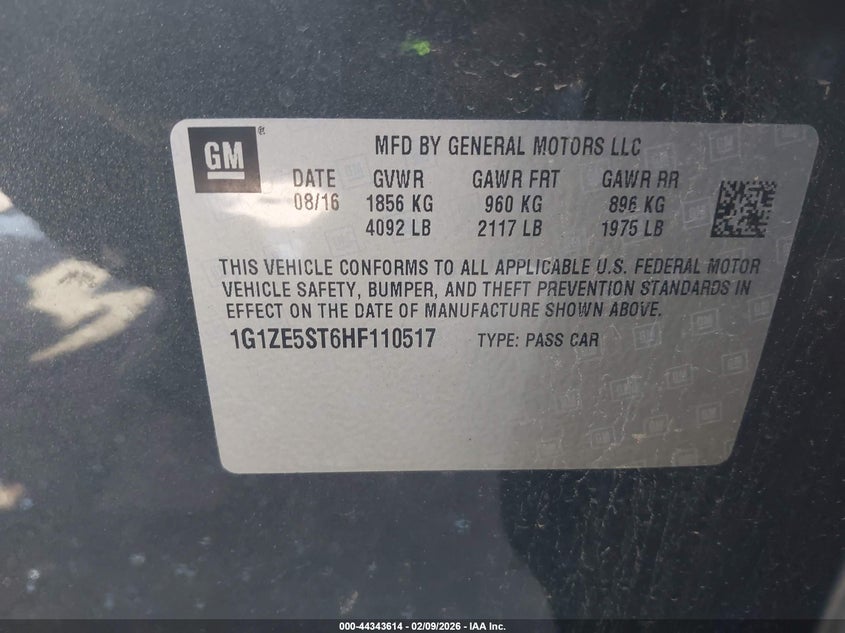 GM ®
MFD BY GENERAL MOTORS LLC
DATE GVWR GAWR FRT GAWR RR
08/16 1856 KG 960 KG 896 KG
4092 LB 2117 LB 1975 LB
THIS VEHICLE CONFORMS TO ALL APPLICABLE U.S. FEDERAL MOTOR
VEHICLE SAFETY, BUMPER, AND THEFT PREVENTION STANDARDS IN
EFFECT ON THE DATE OF MANUFACTURE SHOWN ABOVE.
1G1ZE5ST6HF110517 TYPE: PASS CAR
000-44343614 - 02/09/2026 - IAA Inc.